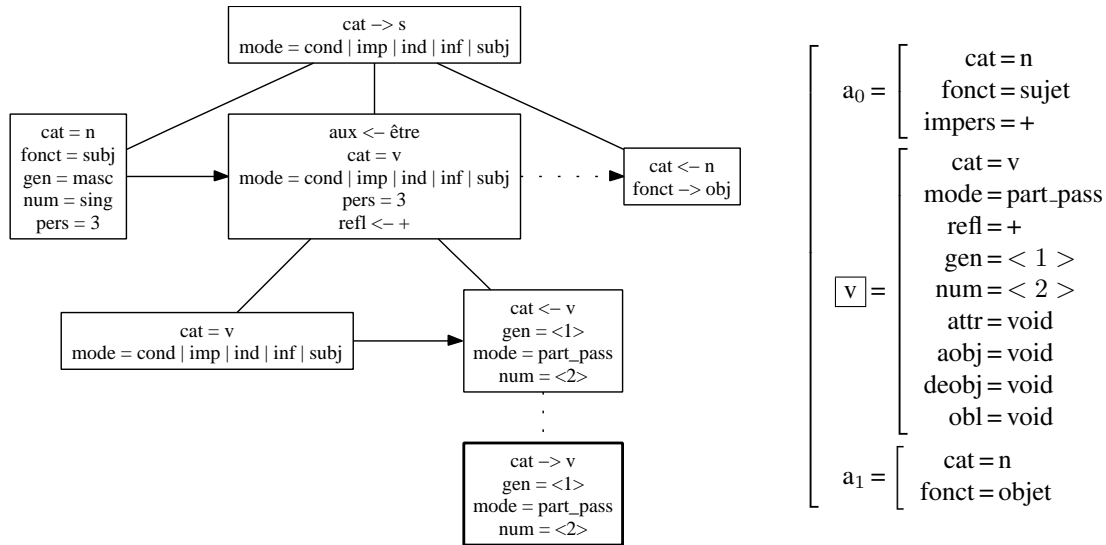 cat −> s
mode = cond | imp | ind | inf | subj
cat = n
fonct = subj
gen = masc
num = sing
pers = 3
aux <− être
cat = v
mode = cond | imp | ind | inf | subj
pers = 3
refl <− +
cat <− n
fonct −> obj
cat = v
mode = cond | imp | ind | inf | subj
cat <− v
gen = <1>
mode = part_pass
num = <2>
cat −> v
gen = <1>
mode = part_pass
num = <2>
a₀ =
cat = n
fonct = sujet
impers = +
v =
cat = v
mode = part_pass
refl = +
gen = < 1 >
num = < 2 >
attr = void
aobj = void
deobj = void
obl = void
a₁ =
cat = n
fonct = objet